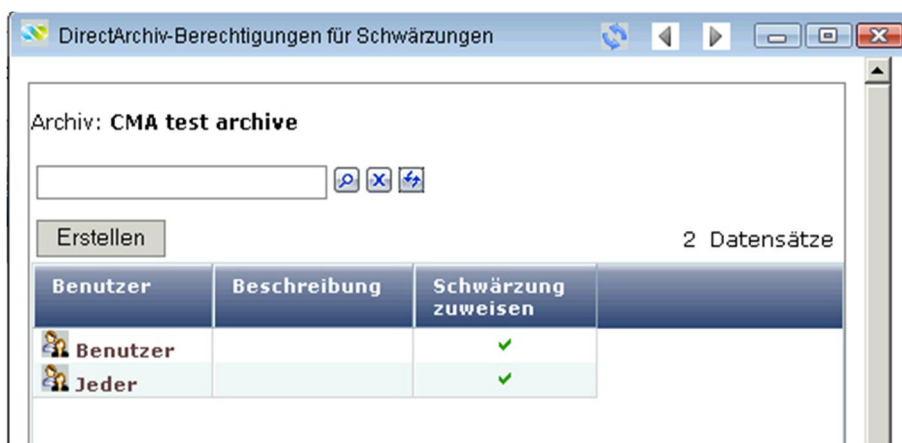 DirectArchiv-Berechtigungen für Schwärzungen
Archiv: CMA test archive
Erstellen
2 Datensätze
Benutzer Beschreibung Schwärzung zuweisen
Benutzer
Jeder